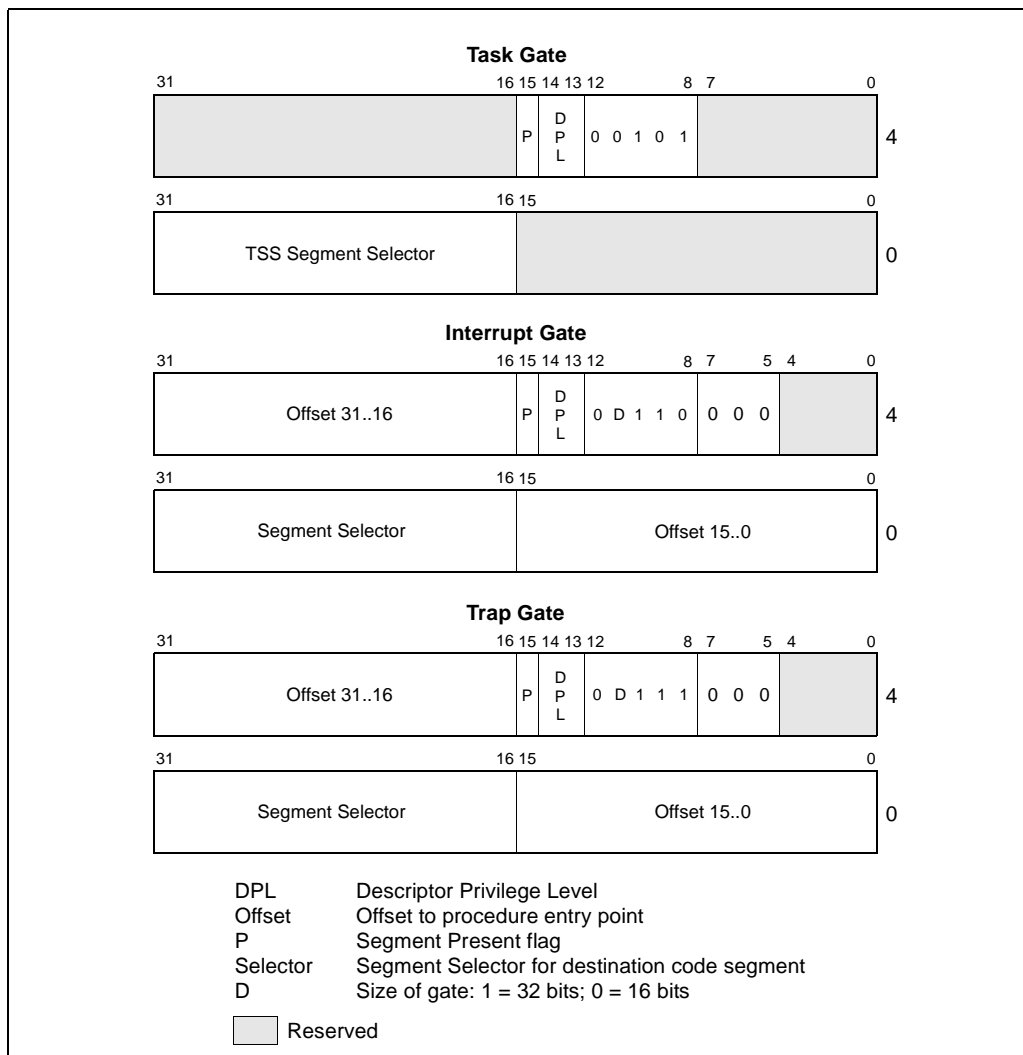 Task Gate
31 16 15 14 13 12 8 7 0
P D P L 0 0 1 0 1 4
31 16 15 0
TSS Segment Selector 0
Interrupt Gate
31 16 15 14 13 12 8 7 5 4 0
Offset 31..16 P D P L 0 D 1 1 0 0 0 0 4
31 16 15 0
Segment Selector Offset 15..0 0
Trap Gate
31 16 15 14 13 12 8 7 5 4 0
Offset 31..16 P D P L 0 D 1 1 1 0 0 0 4
31 16 15 0
Segment Selector Offset 15..0 0
DPL Descriptor Privilege Level
Offset Offset to procedure entry point
P Segment Present flag
Selector Segment Selector for destination code segment
D Size of gate: 1 = 32 bits; 0 = 16 bits
Reserved